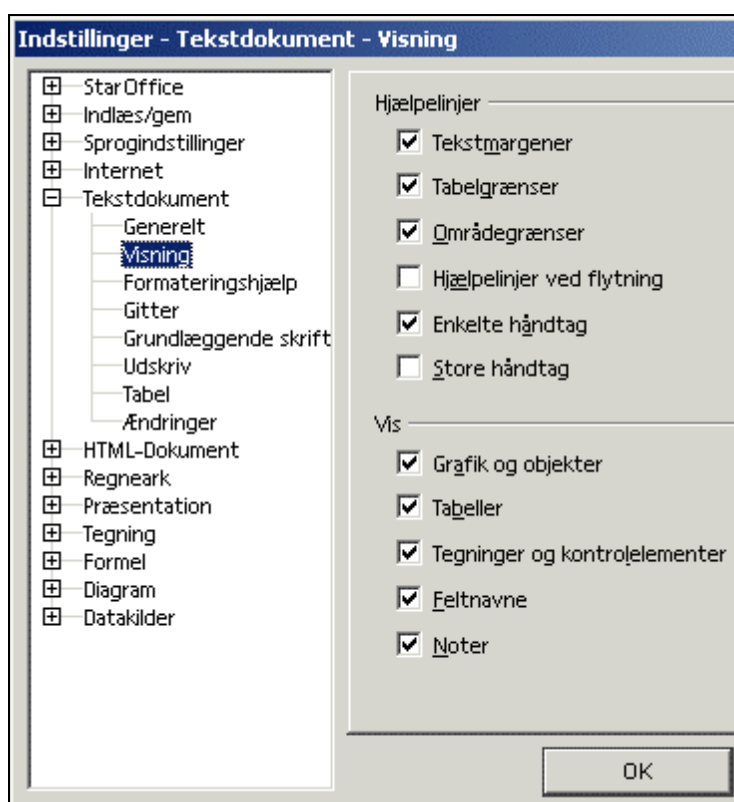 Indstillinger - Tekstdokument - Visning
StarOffice
Indlæs/gem
Sprogindstillinger
Internet
Tekstdokument
Generelt
Visning
Formateringshjælp
Gitter
Grundlæggende skrift
Udskriv
Tabel
Ændringer
HTML-Dokument
Regneark
Præsentation
Tegning
Formel
Diagram
Datakilder
Hjælpelinjer
Tekstmargener
Tabelgrænser
Områdegrænser
Hjælpelinjer ved flytning
Enkelte håndtag
Store håndtag
Vis
Grafik og objekter
Tabeller
Tegninger og kontrolelementer
Feltnavne
Noter
OK